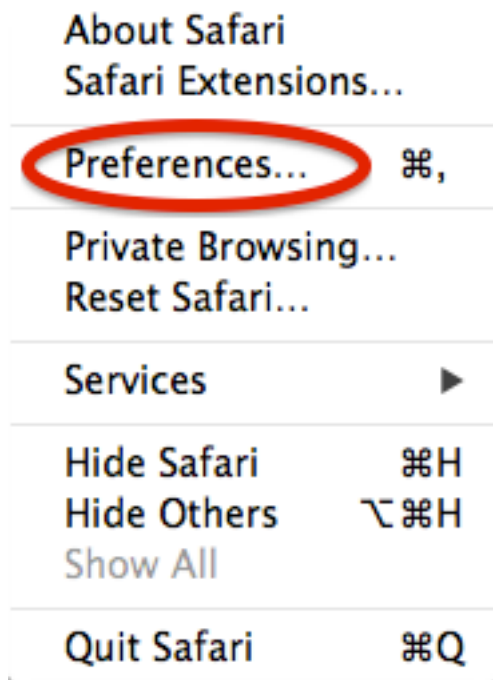 About Safari
Safari Extensions...
Preferences... ⌘,
Private Browsing...
Reset Safari...
Services ▶
Hide Safari ⌘H
Hide Others ⌥⌘H
Show All
Quit Safari ⌘Q